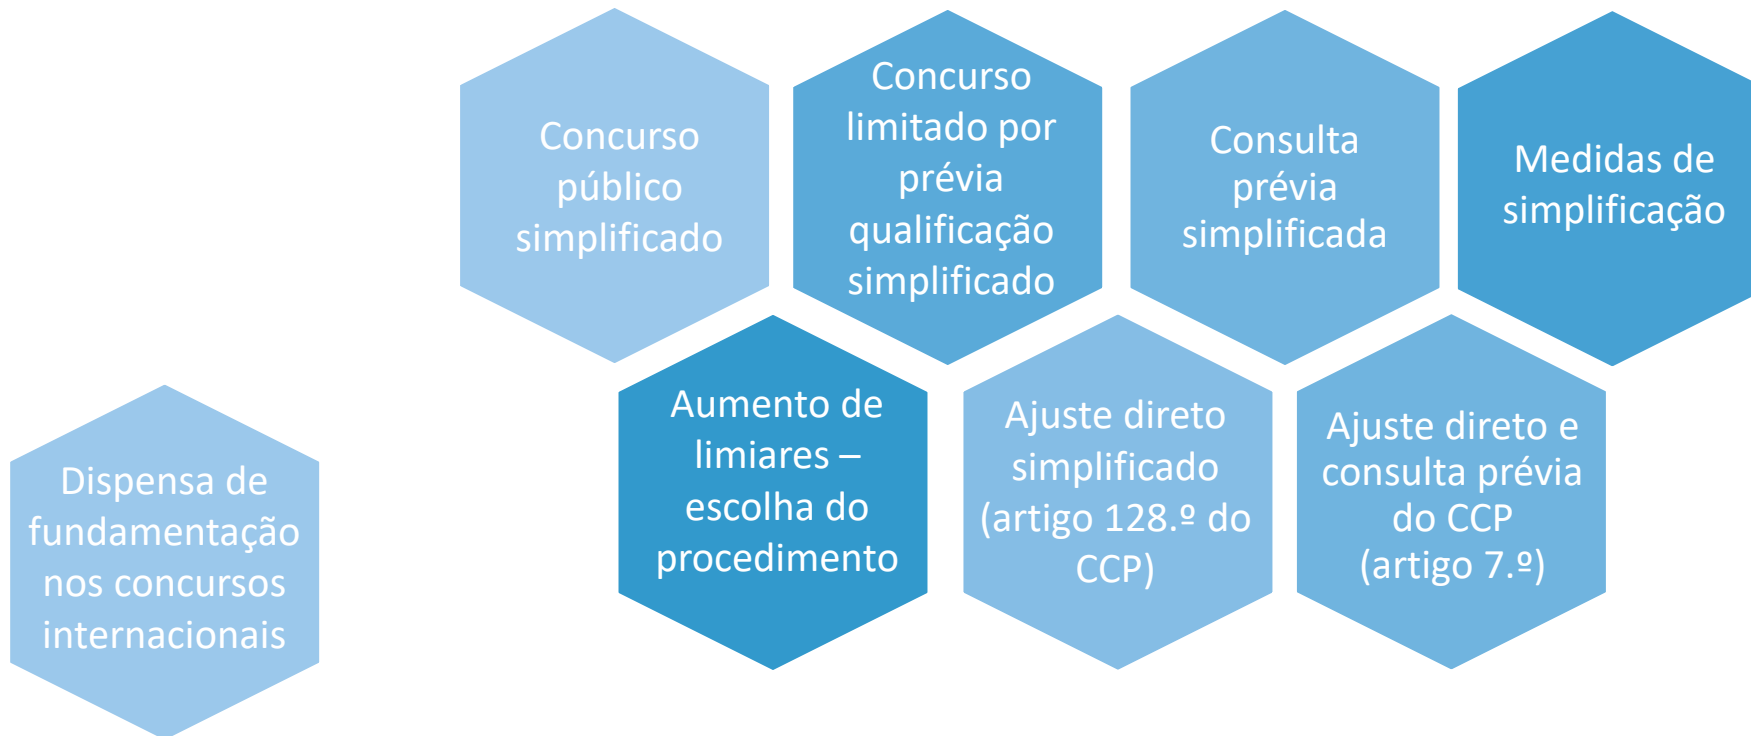 Concurso
público
simplificado
Concurso
limitado por
prévia
qualificação
simplificado
Consulta
prévia
simplificada
Medidas de
simplificação
Aumento de
limiares –
escolha do
procedimento
Ajuste direto
simplificado
(artigo 128.º do
CCP)
Ajuste direto e
consulta prévia
do CCP
(artigo 7.º)
Dispensa de
fundamentação
nos concursos
internacionais